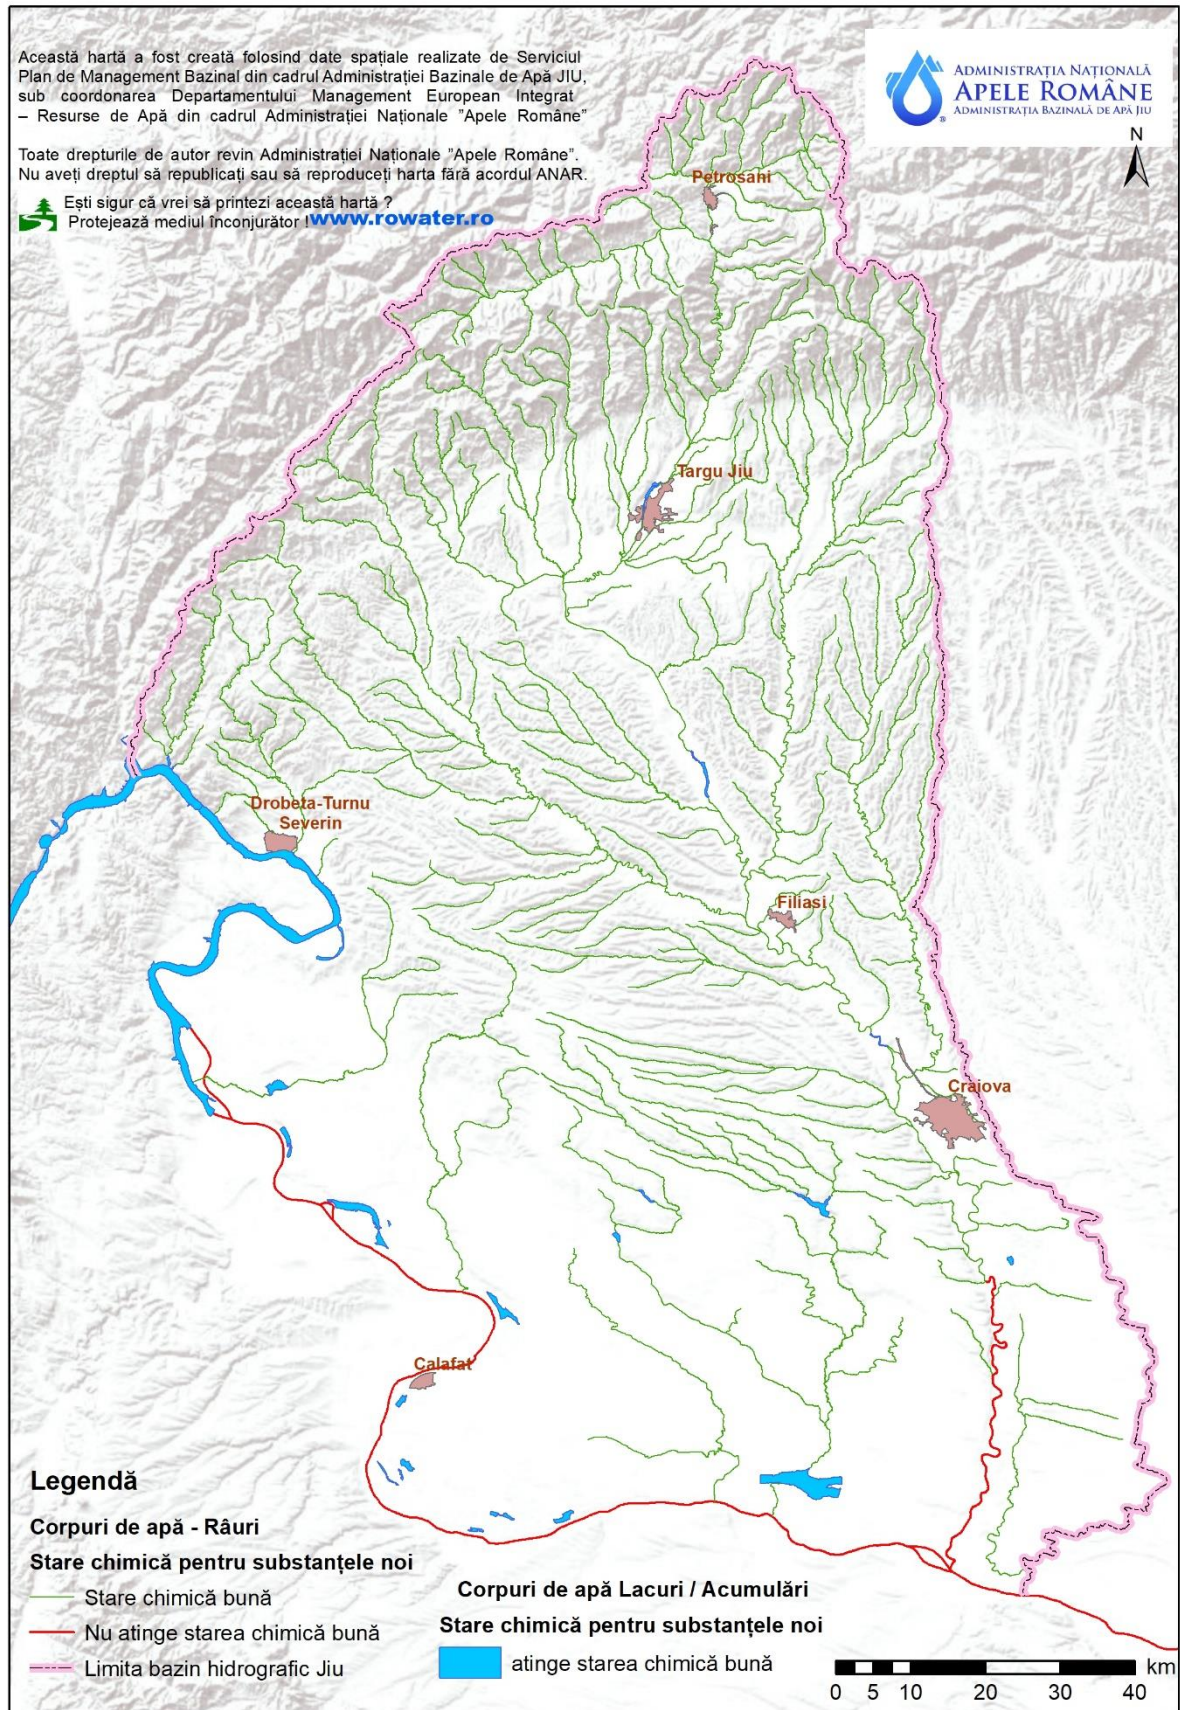 Această hartă a fost creată folosind date spațiale realizate de Serviciul
Plan de Management Bazinal din cadrul Administrației Bazinale de Apă JIU,
sub coordonarea Departamentului Management European Integrat
– Resurse de Apă din cadrul Administrației Naționale ”Apele Române”
Toate drepturile de autor revin Administrației Naționale ”Apele Române”.
Nu aveți dreptul să republicați sau să reproduceți harta fără acordul ANAR.
Ești sigur că vrei să printezi această hartă ?
Protejează mediul înconjurător ! www.rowater.ro
ADMINISTRAȚIA NAȚIONALĂ
APELE ROMÂNE
ADMINISTRAȚIA BAZINALĂ DE APĂ JIU
®
N
Petrosani
Targu Jiu
Drobeta-Turnu
Severin
Filiasi
Craiova
Calafat
Legendă
Corpuri de apă - Râuri
Stare chimică pentru substanțele noi
Stare chimică bună
Nu atinge starea chimică bună
Limita bazin hidrografic Jiu
Corpuri de apă Lacuri / Acumulări
Stare chimică pentru substanțele noi
atinge starea chimică bună
km
0 5 10 20 30 40